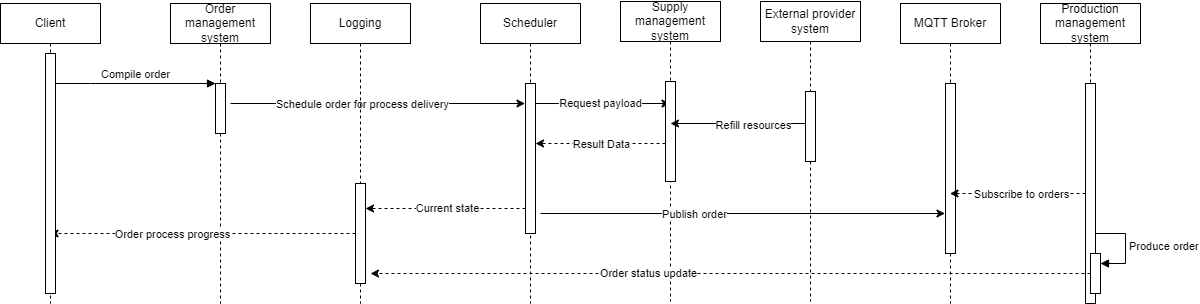 Client
Order
management
system
Logging
Scheduler
Supply
management
system
External provider
system
MQTT Broker
Production
management
system
Compile order
Schedule order for process delivery
Request payload
Refill resources
Result Data
Subscribe to orders
Current state
Publish order
Order process progress
Produce order
Order status update